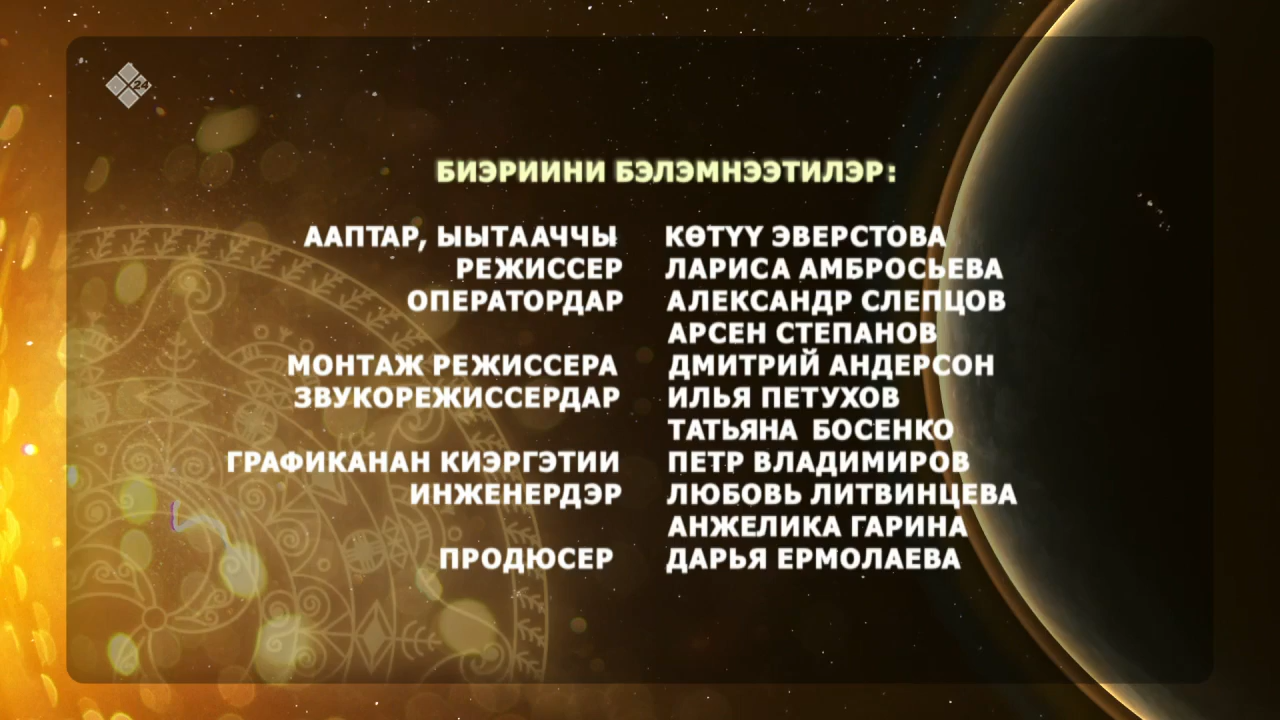 24
БИЭРИИНИ БЭЛЭМНЭЭТИЛЭР:
ААПТАР, ЫЫТААЧЧЫ КӨТҮҮ ЭВЕРСТОВА
РЕЖИССЕР ЛАРИСА АМБРОСЬЕВА
ОПЕРАТОРДАР АЛЕКСАНДР СЛЕПЦОВ
АРСЕН СТЕПАНОВ
МОНТАЖ РЕЖИССЕРА ДМИТРИЙ АНДЕРСОН
ЗВУКОРЕЖИССЕРДАР ИЛЬЯ ПЕТУХОВ
ТАТЬЯНА БОСЕНКО
ГРАФИКАНАН КИЭРГЭТИИ ПЕТР ВЛАДИМИРОВ
ИНЖЕНЕРДЭР ЛЮБОВЬ ЛИТВИНЦЕВА
АНЖЕЛИКА ГАРИНА
ПРОДЮСЕР ДАРЬЯ ЕРМОЛАЕВА